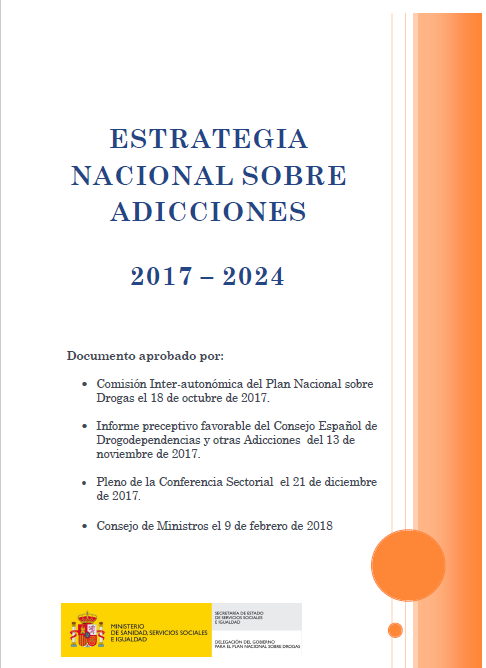 ESTRATEGIA
NACIONAL SOBRE
ADICCIONES
2017 – 2024
Documento aprobado por:
• Comisión Inter-autonómica del Plan Nacional sobre
Drogas el 18 de octubre de 2017.
• Informe preceptivo favorable del Consejo Español de
Drogodependencias y otras Adicciones del 13 de
noviembre de 2017.
• Pleno de la Conferencia Sectorial el 21 de diciembre
de 2017.
• Consejo de Ministros el 9 de febrero de 2018
MINISTERIO
DE SANIDAD, SERVICIOS SOCIALES
E IGUALDAD
SECRETARÍA DE ESTADO
DE SERVICIOS SOCIALES
E IGUALDAD
DELEGACIÓN DEL GOBIERNO
PARA EL PLAN NACIONAL SOBRE DROGAS